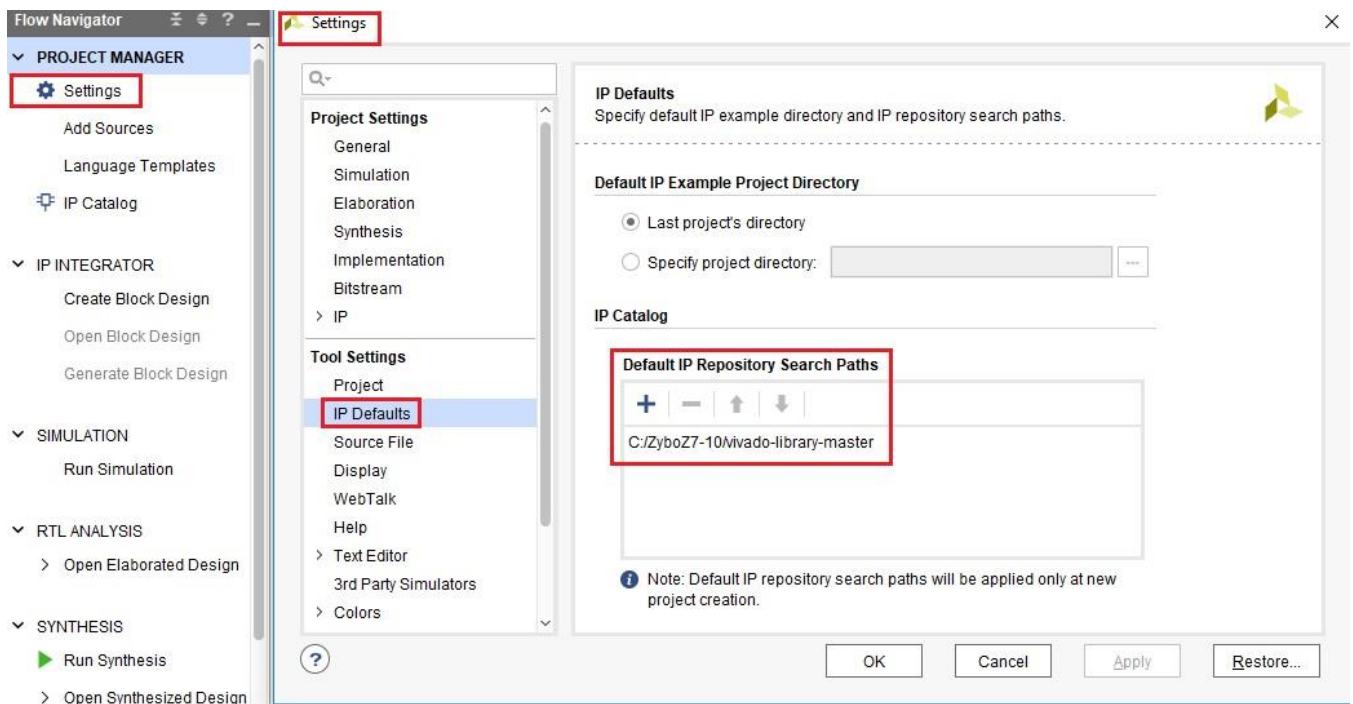 Flow Navigator
?
PROJECT MANAGER
Settings
Add Sources
Language Templates
IP Catalog
IP INTEGRATOR
Create Block Design
Open Block Design
Generate Block Design
SIMULATION
Run Simulation
RTL ANALYSIS
Open Elaborated Design
SYNTHESIS
Run Synthesis
Open Synthesized Design
Settings
Project Settings
General
Simulation
Elaboration
Synthesis
Implementation
Bitstream
IP
Tool Settings
Project
IP Defaults
Source File
Display
WebTalk
Help
Text Editor
3rd Party Simulators
Colors
IP Defaults
Specify default IP example directory and IP repository search paths.
Default IP Example Project Directory
Last project's directory
Specify project directory:
...
IP Catalog
Default IP Repository Search Paths
C:/ZyboZ7-10/vivado-library-master
Note: Default IP repository search paths will be applied only at new
project creation.
?
OK
Cancel
Apply
Restore...